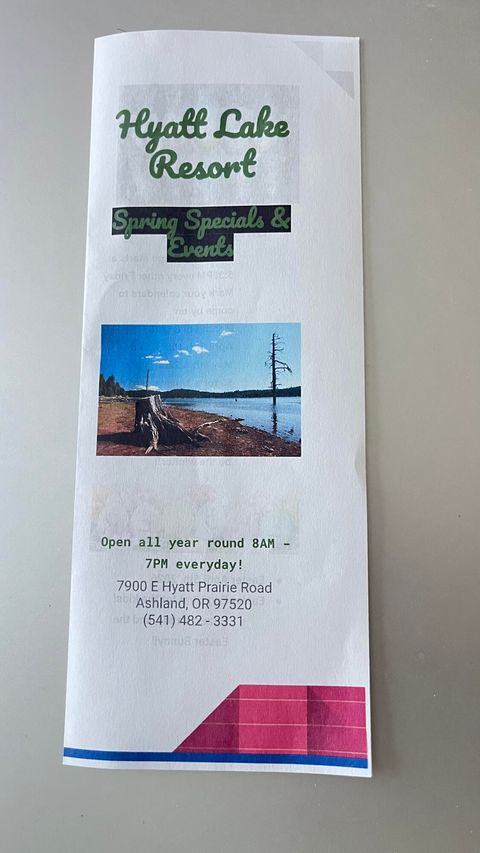 Hyatt Lake
Resort
Spring Specials &
Events
Open all year round 8AM –
7PM everyday!
7900 E Hyatt Prairie Road
Ashland, OR 97520
(541) 482 - 3331